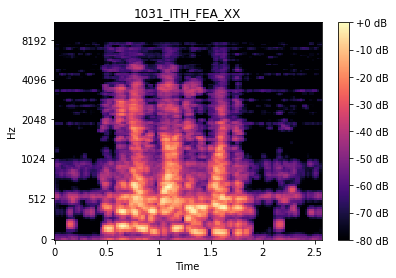 1031_ITH_FEA_XX
+0 dB
8192
-10 dB
4096
-20 dB
-30 dB
2048
Hz
-40 dB
1024
-50 dB
512
-60 dB
-70 dB
0
-80 dB
0 0.5 1 1.5 2 2.5
Time